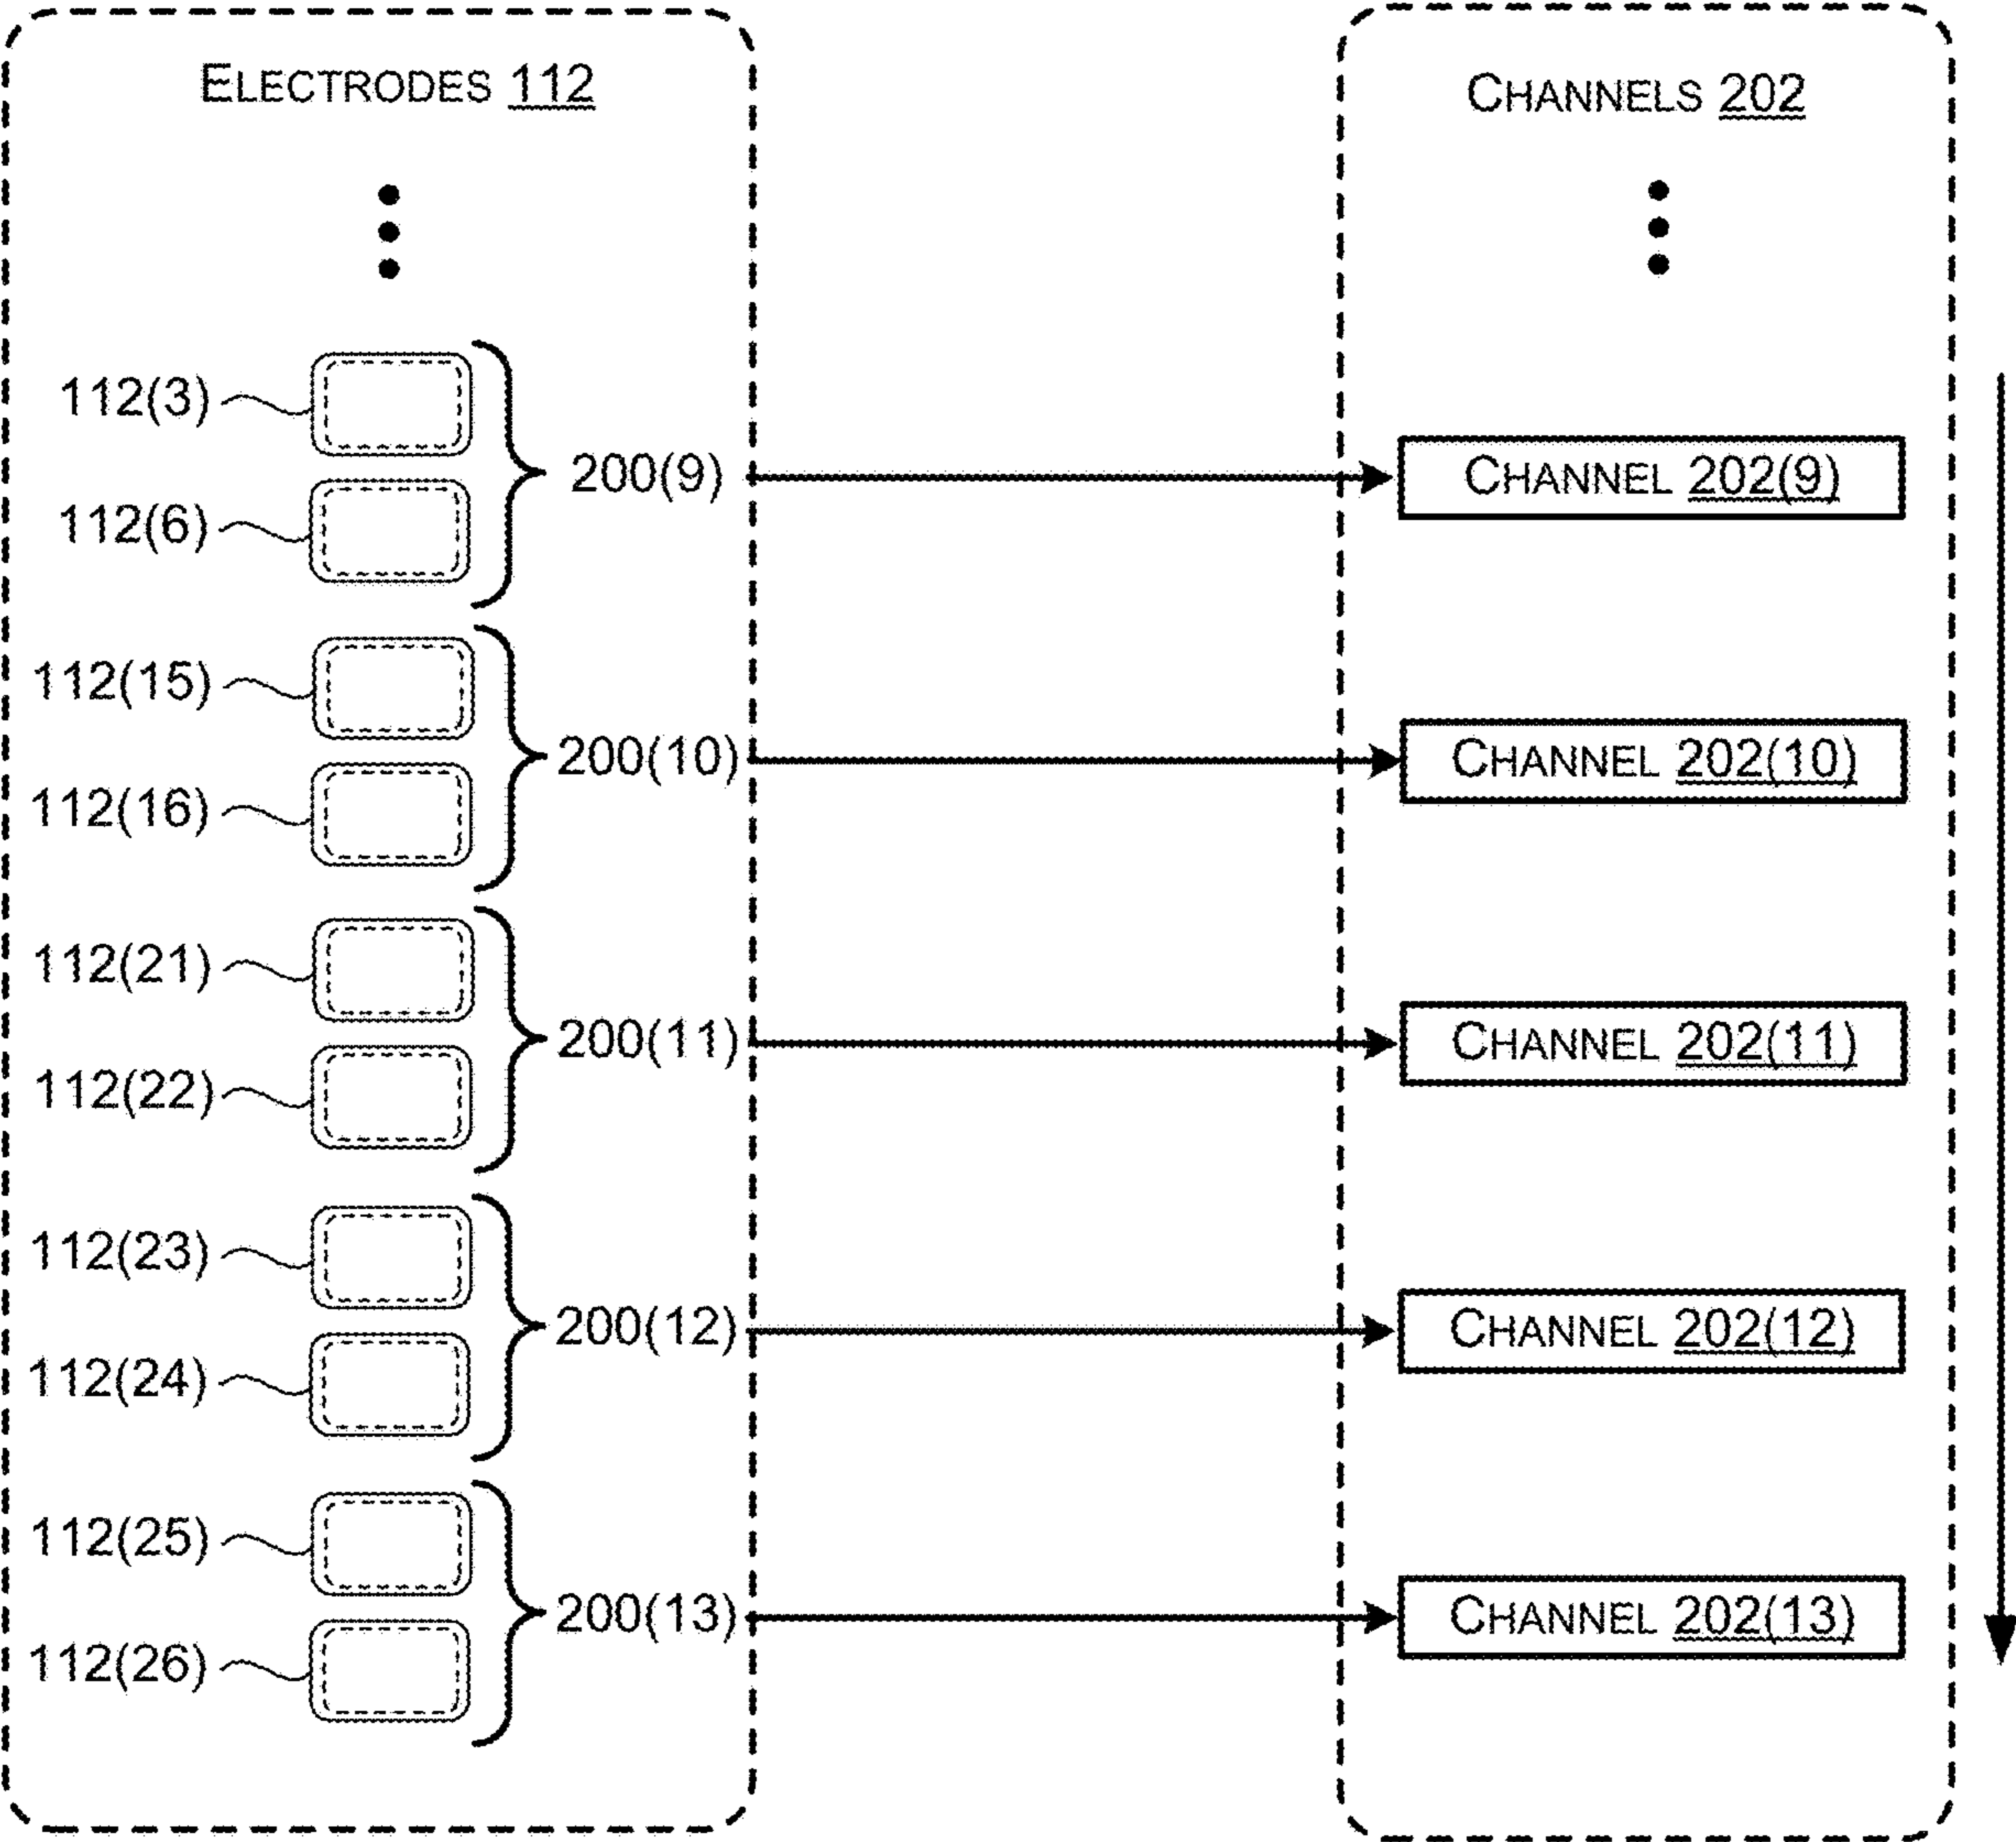 ELECTRODES 112
CHANNELS 202
112(3)
112(6)
200(9)
CHANNEL 202(9)
112(15)
112(16)
200(10)
CHANNEL 202(10)
112(21)
112(22)
200(11)
CHANNEL 202(11)
112(23)
112(24)
200(12)
CHANNEL 202(12)
112(25)
112(26)
200(13)
CHANNEL 202(13)